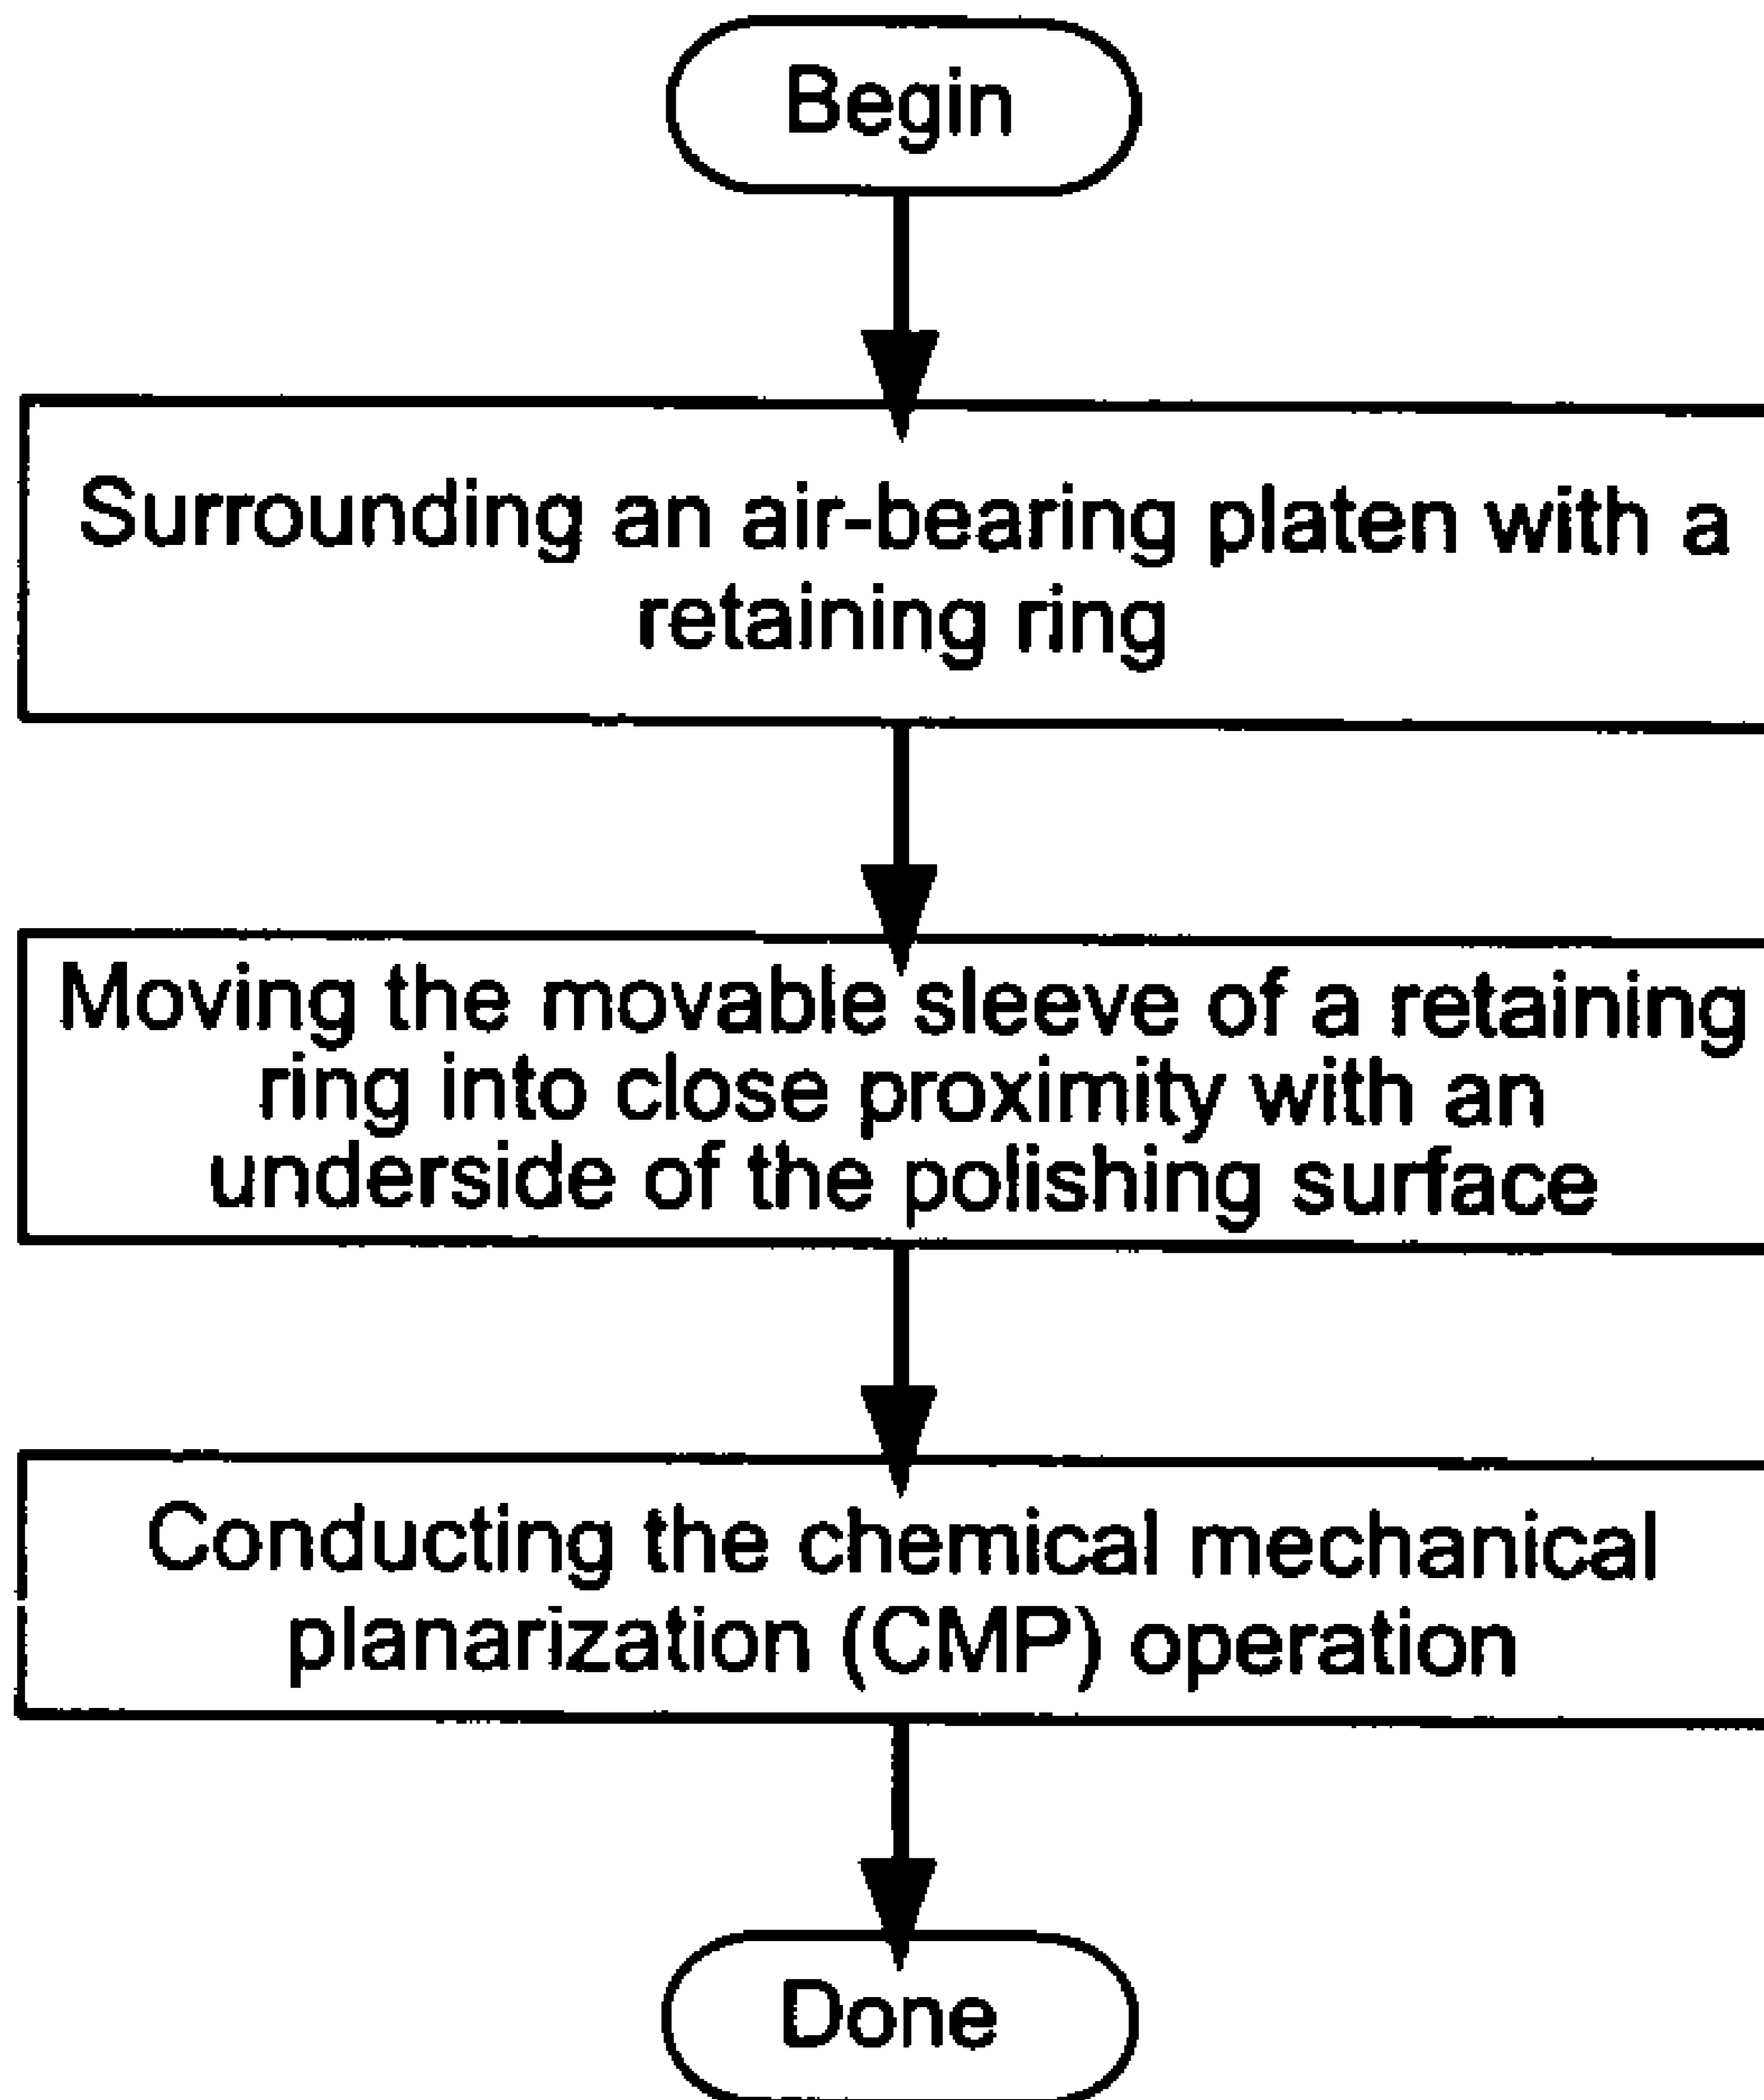 Begin
Surrounding an air-bearing platen with a
retaining ring
Moving the movable sleeve of a retaining
ring into close proximity with an
underside of the polishing surface
Conducting the chemical mechanical
planarization (CMP) operation
Done